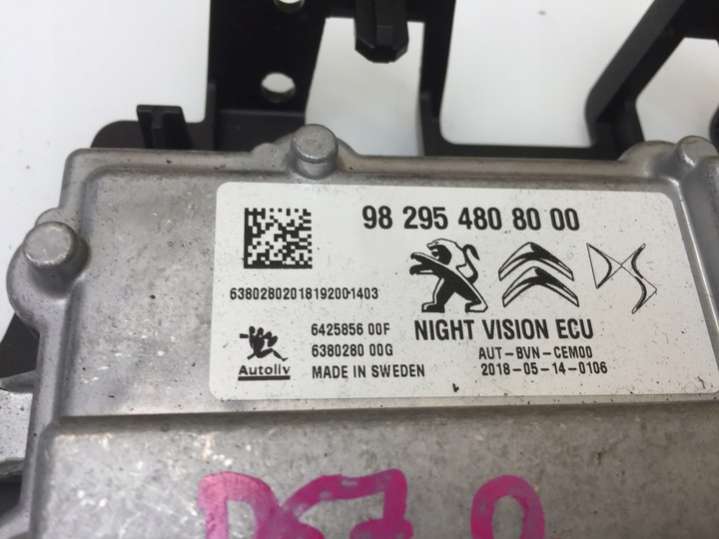 98 295 480 80 00
DS
63802802018192001403
6425856 00F
NIGHT VISION ECU
6380280 00G
AUT-BVN-CEM00
Autoliv
MADE IN SWEDEN
2018-05-14-0106